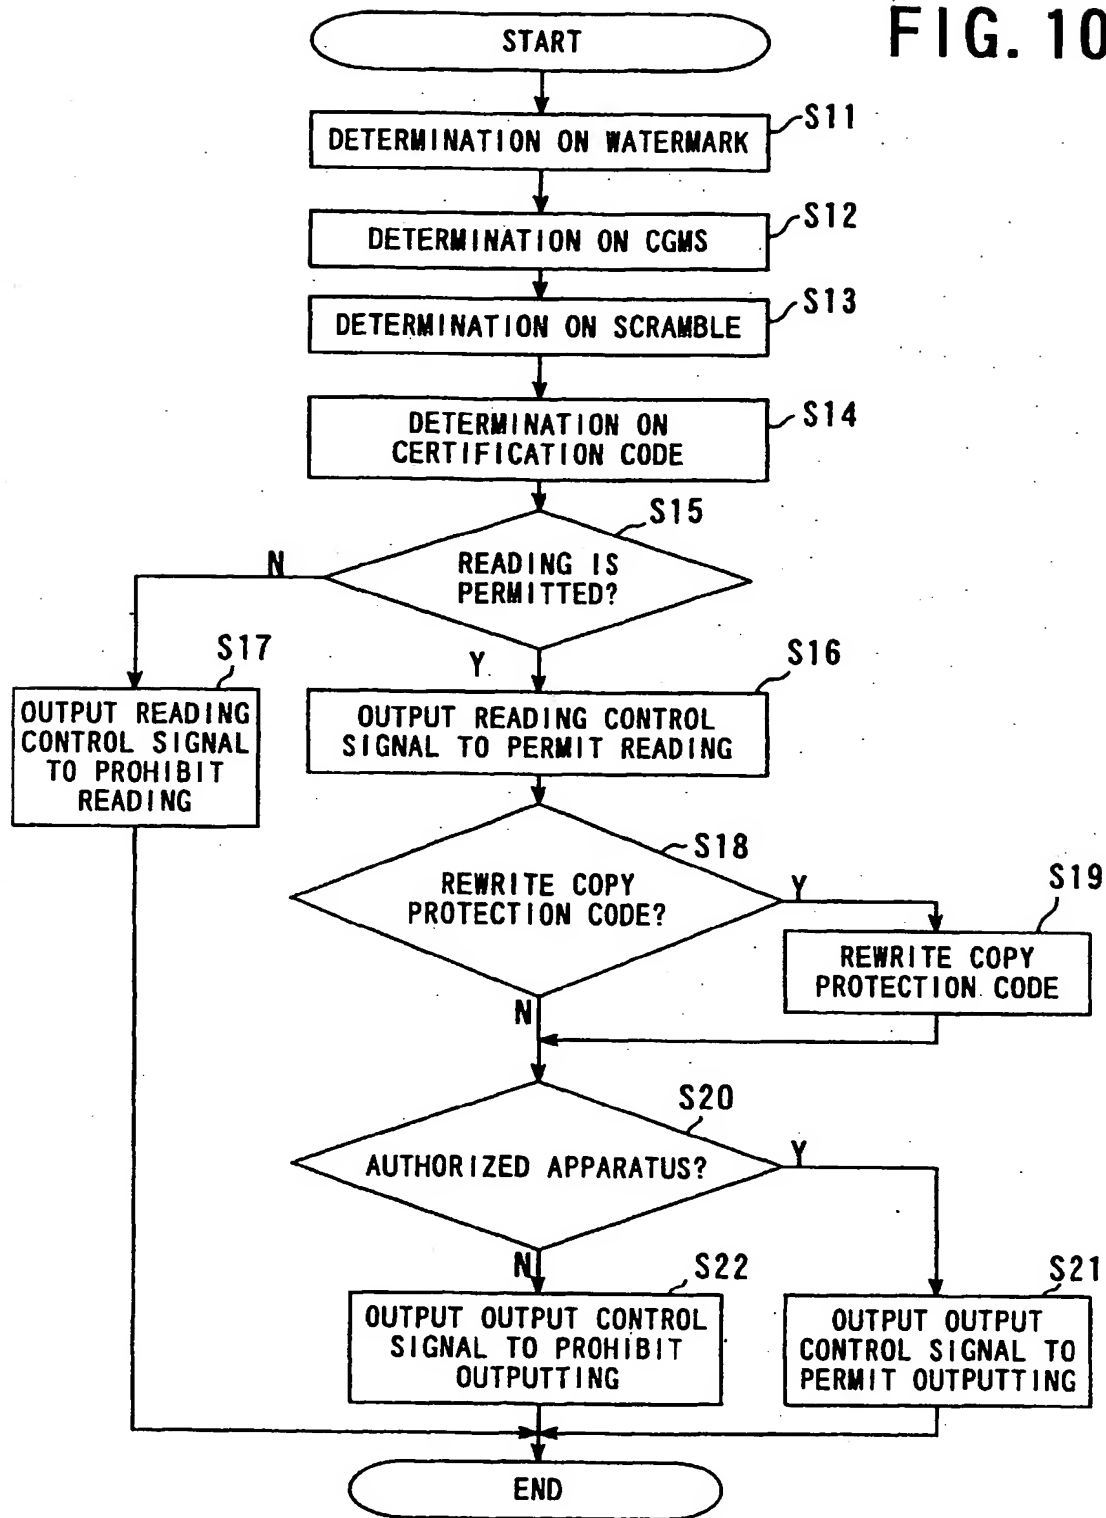 FIG. 10
START
S11
DETERMINATION ON WATERMARK
S12
DETERMINATION ON CGMS
S13
DETERMINATION ON SCRAMBLE
S14
DETERMINATION ON
CERTIFICATION CODE
S15
N
READING IS
PERMITTED?
Y
S17
OUTPUT READING
CONTROL SIGNAL
TO PROHIBIT
READING
S16
OUTPUT READING CONTROL
SIGNAL TO PERMIT READING
S18
REWRITE COPY
PROTECTION CODE?
Y
S19
REWRITE COPY
PROTECTION CODE
N
S20
AUTHORIZED APPARATUS?
Y
N
S22
OUTPUT OUTPUT CONTROL
SIGNAL TO PROHIBIT
OUTPUTTING
S21
OUTPUT OUTPUT
CONTROL SIGNAL TO
PERMIT OUTPUTTING
END